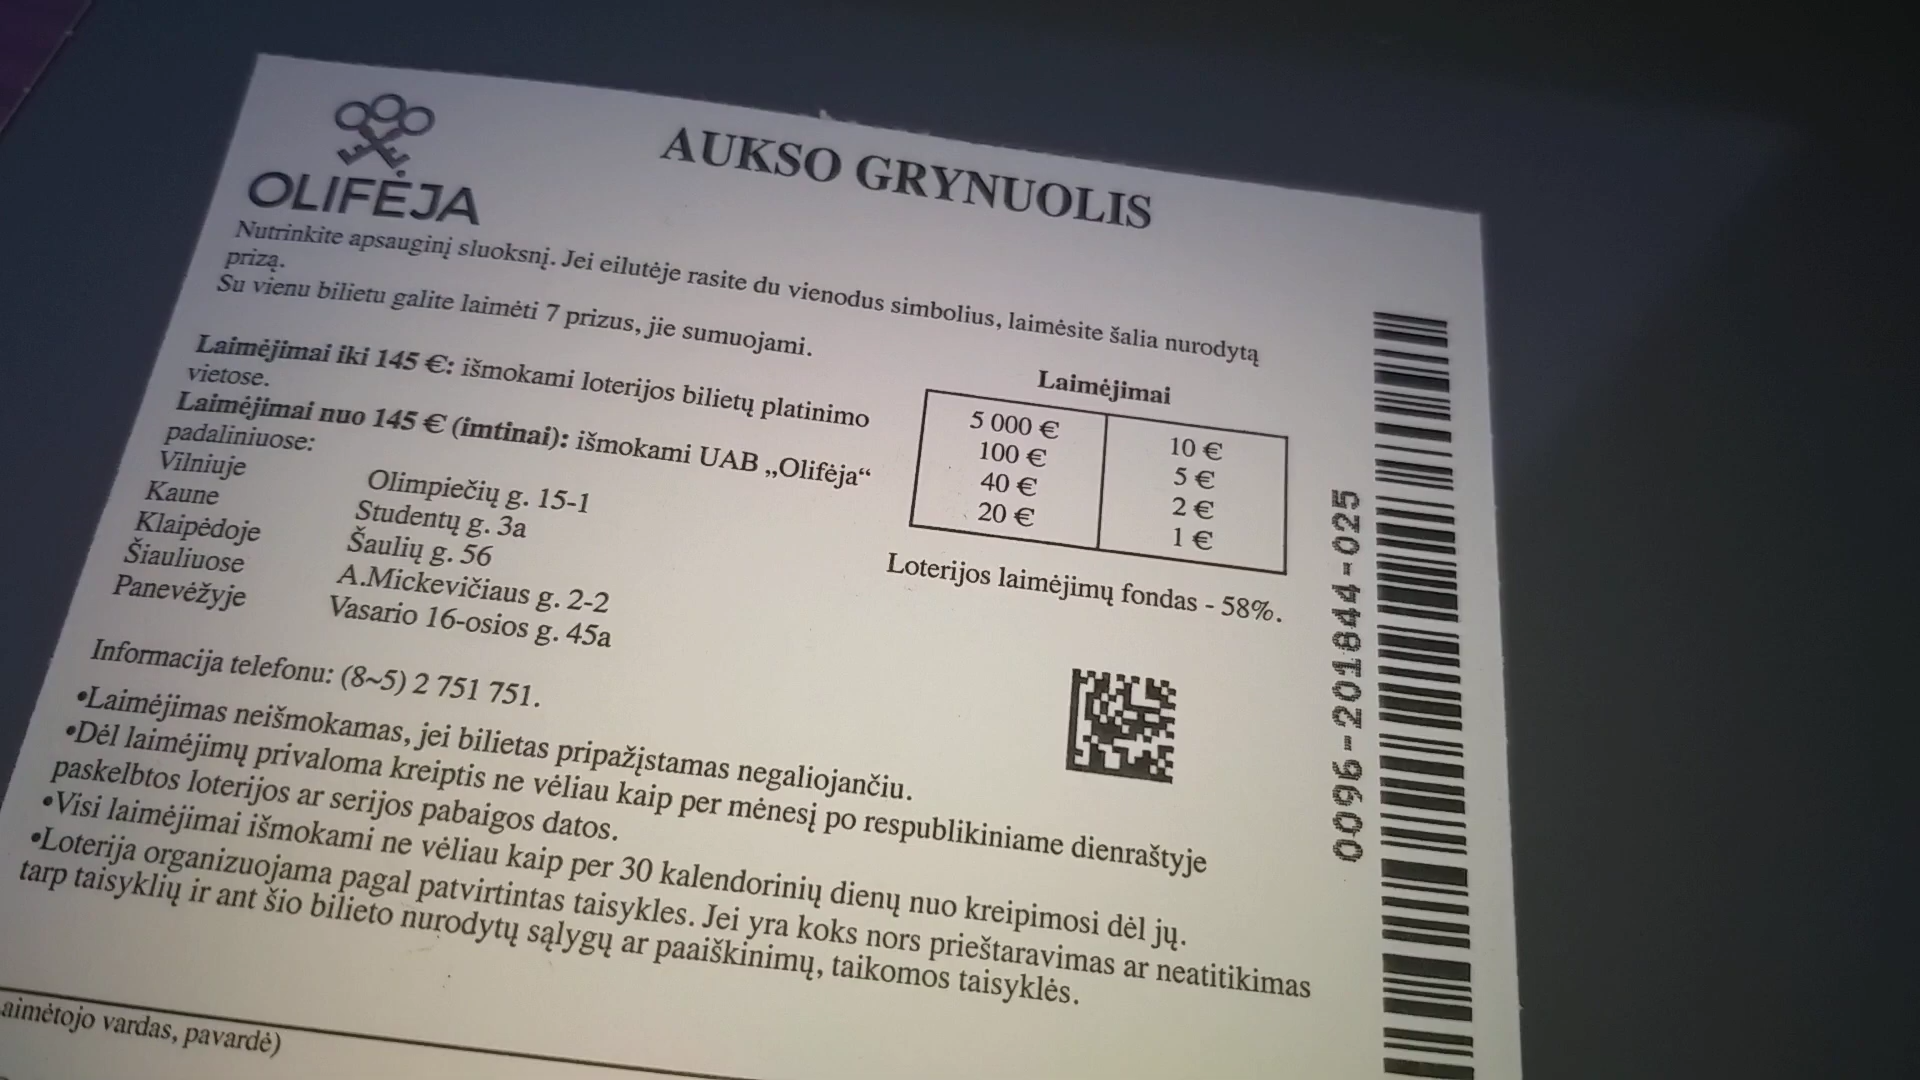 OLIFĖJA
AUKSO GRYNUOLIS
Nutrinkite apsauginį sluoksnį. Jei eilutėje rasite du vienodus simbolius, laimėsite šalia nurodytą
prizą.
Su vienu bilietu galite laimėti 7 prizus, jie sumuojami.
Laimėjimai iki 145 €: išmokami loterijos bilietų platinimo
vietose.
Laimėjimai nuo 145 € (imtinai): išmokami UAB „Olifėja“
padaliniuose:
Vilniuje Olimpiečių g. 15-1
Kaune Studentų g. 3a
Klaipėdoje Šaulių g. 56
Šiauliuose A.Mickevičiaus g. 2-2
Panevėžyje Vasario 16-osios g. 45a
Laimėjimai
5 000 € 10 €
100 € 5 €
40 € 2 €
20 € 1 €
Loterijos laimėjimų fondas - 58%.
Informacija telefonu: (8~5) 2 751 751.
•Laimėjimas neišmokamas, jei bilietas pripažįstamas negaliojančiu.
•Dėl laimėjimų privaloma kreiptis ne vėliau kaip per mėnesį po respublikiniame dienraštyje
paskelbtos loterijos ar serijos pabaigos datos.
•Visi laimėjimai išmokami ne vėliau kaip per 30 kalendorinių dienų nuo kreipimosi dėl jų.
•Loterija organizuojama pagal patvirtintas taisykles. Jei yra koks nors prieštaravimas ar neatitikimas
tarp taisyklių ir ant šio bilieto nurodytų sąlygų ar paaiškinimų, taikomos taisyklės.
aimėtojo vardas, pavardė)
0096-201844-025